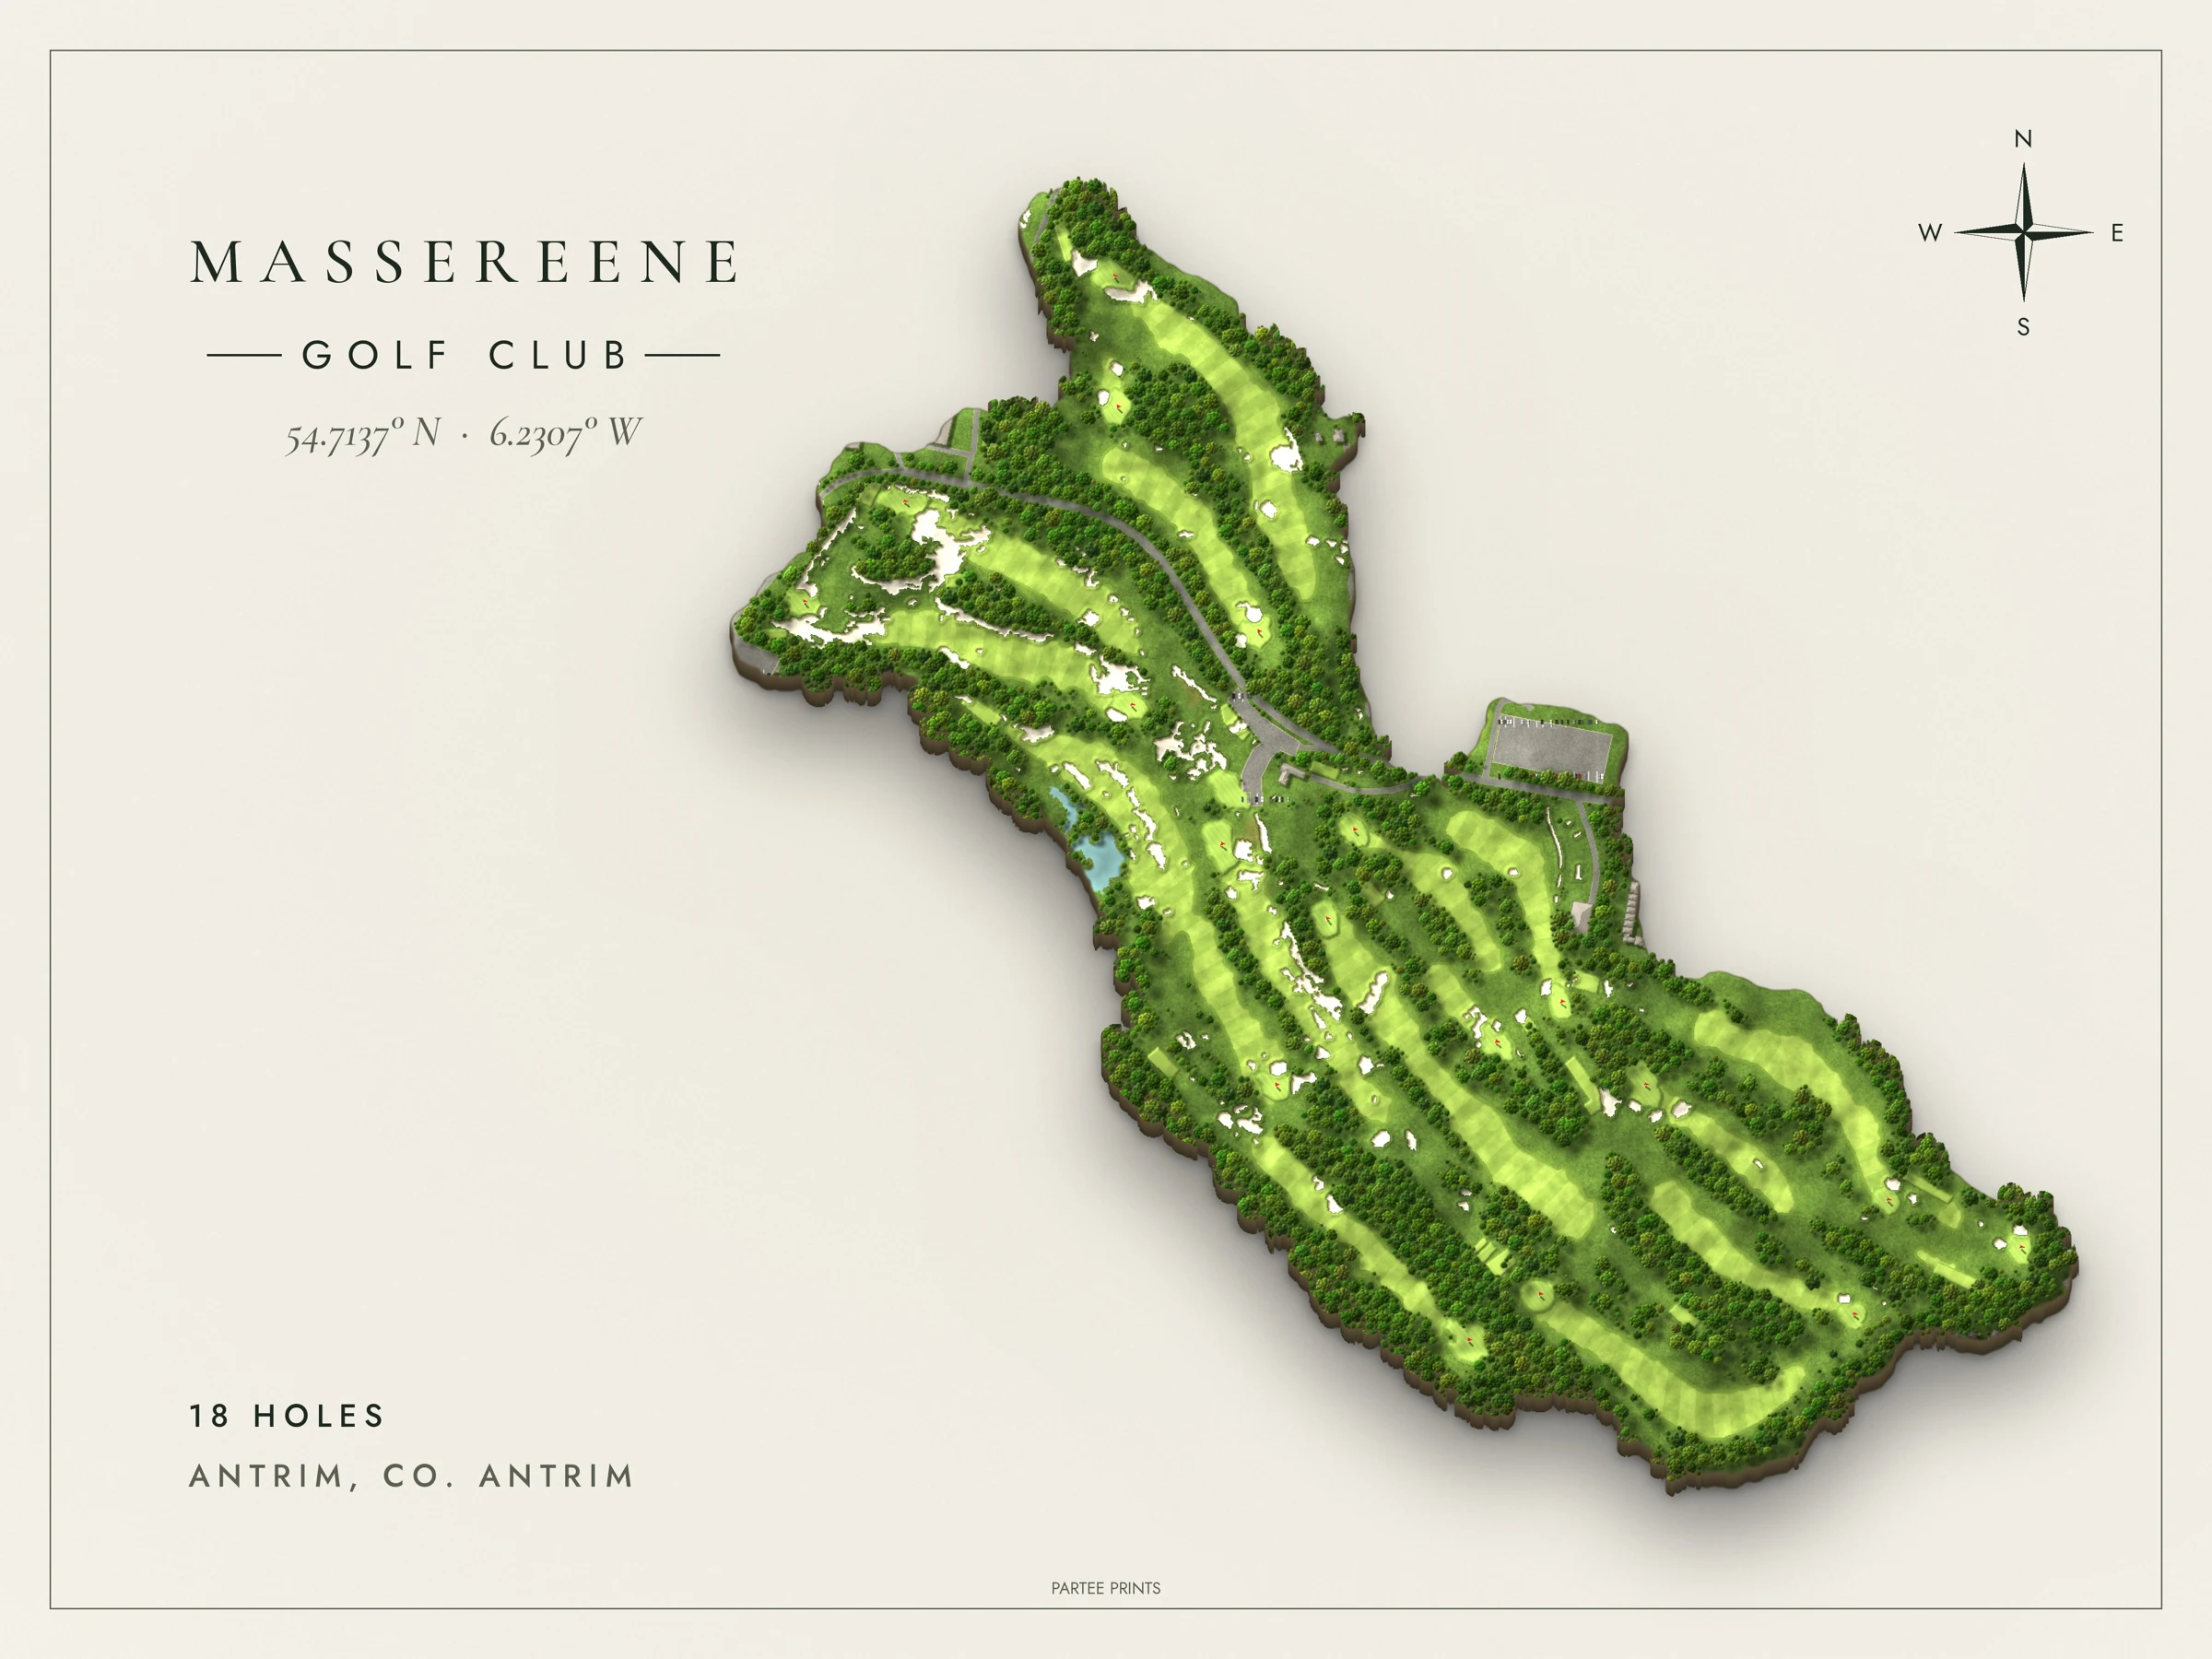 MASSEREENE
GOLF CLUB
54.7137° N · 6.2307° W
N
W E
S
18 HOLES
ANTRIM, CO. ANTRIM
PARTEE PRINTS